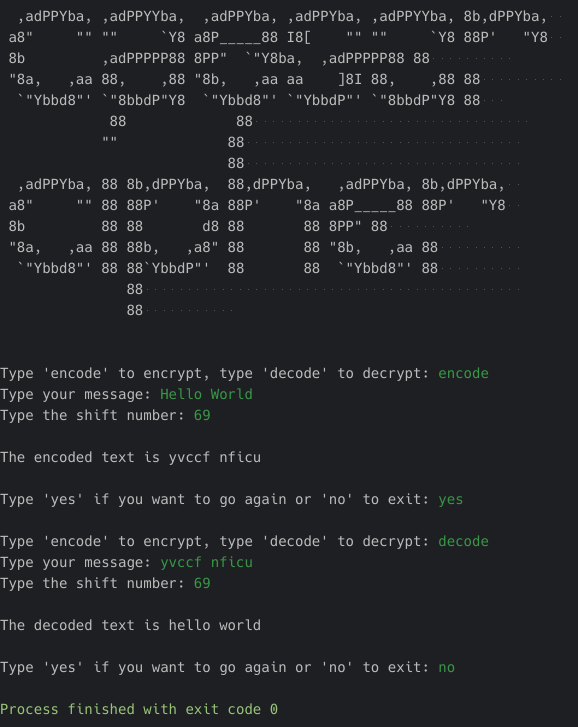 ,adPPYba, ,adPPYYba,  ,adPPYba, ,adPPYba, ,adPPYYba, 8b,dPPYba,
a8"     "" ""     `Y8 a8P_____88 I8[    "" ""     `Y8 88P'   "Y8
8b         ,adPPPPP88 8PP"  `"Y8ba,  ,adPPPPP88 88
"8a,   ,aa 88,    ,88 "8b,   ,aa aa    ]8I 88,    ,88 88
 `"Ybbd8"' `"8bbdP"Y8  `"Ybbd8"' `"YbbdP"' `"8bbdP"Y8 88
            88             88
           ""             88
                          88
 ,adPPYba, 88 8b,dPPYba,  88,dPPYba,   ,adPPYba, 8b,dPPYba,
a8"     "" 88 88P'    "8a 88P'    "8a a8P_____88 88P'   "Y8
8b         88 88       d8 88       88 8PP" 88
"8a,   ,aa 88 88b,   ,a8" 88       88 "8b,   ,aa 88
 `"Ybbd8"' 88 88`YbbdP"'  88       88  `"Ybbd8"' 88
              88
              88
Type 'encode' to encrypt, type 'decode' to decrypt: encode
Type your message: Hello World
Type the shift number: 69
The encoded text is yvccf nficu
Type 'yes' if you want to go again or 'no' to exit: yes
Type 'encode' to encrypt, type 'decode' to decrypt: decode
Type your message: yvccf nficu
Type the shift number: 69
The decoded text is hello world
Type 'yes' if you want to go again or 'no' to exit: no
Process finished with exit code 0